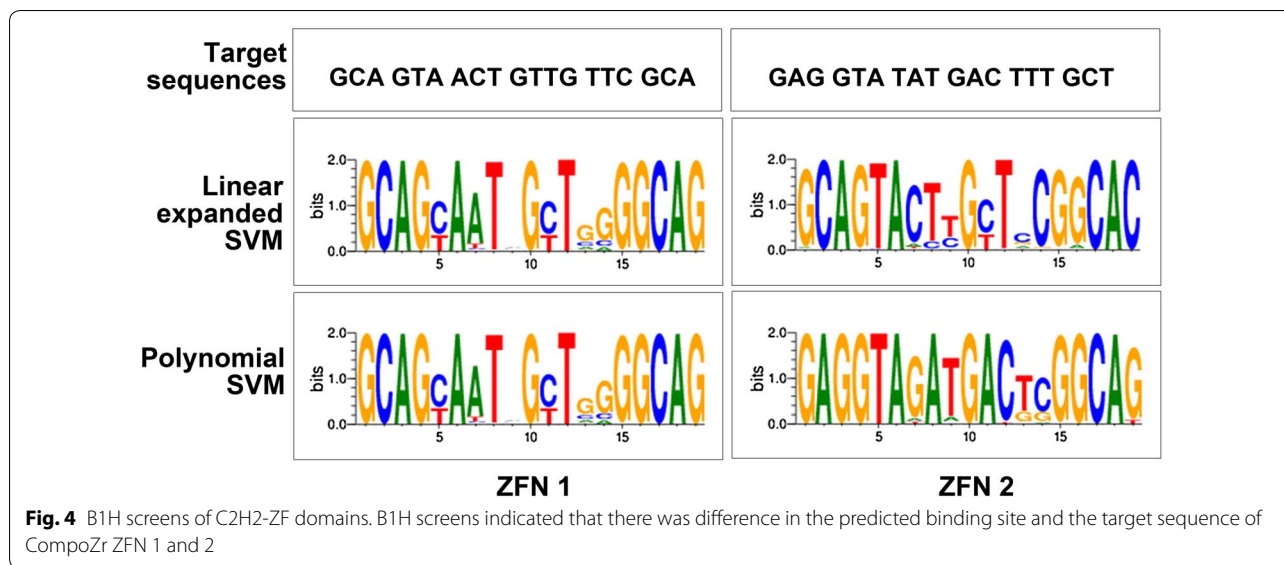 Target sequences
GCA GTA ACT GTTG TTC GCA
GAG GTA TAT GAC TTT GCT
Linear expanded SVM
bits
2.0
1.0
0.0
5
10
15
bits
2.0
1.0
0.0
5
10
15
Polynomial SVM
bits
2.0
1.0
0.0
5
10
15
bits
2.0
1.0
0.0
5
10
15
ZFN 1
ZFN 2
Fig. 4 B1H screens of C2H2-ZF domains. B1H screens indicated that there was difference in the predicted binding site and the target sequence of
CompoZr ZFN 1 and 2